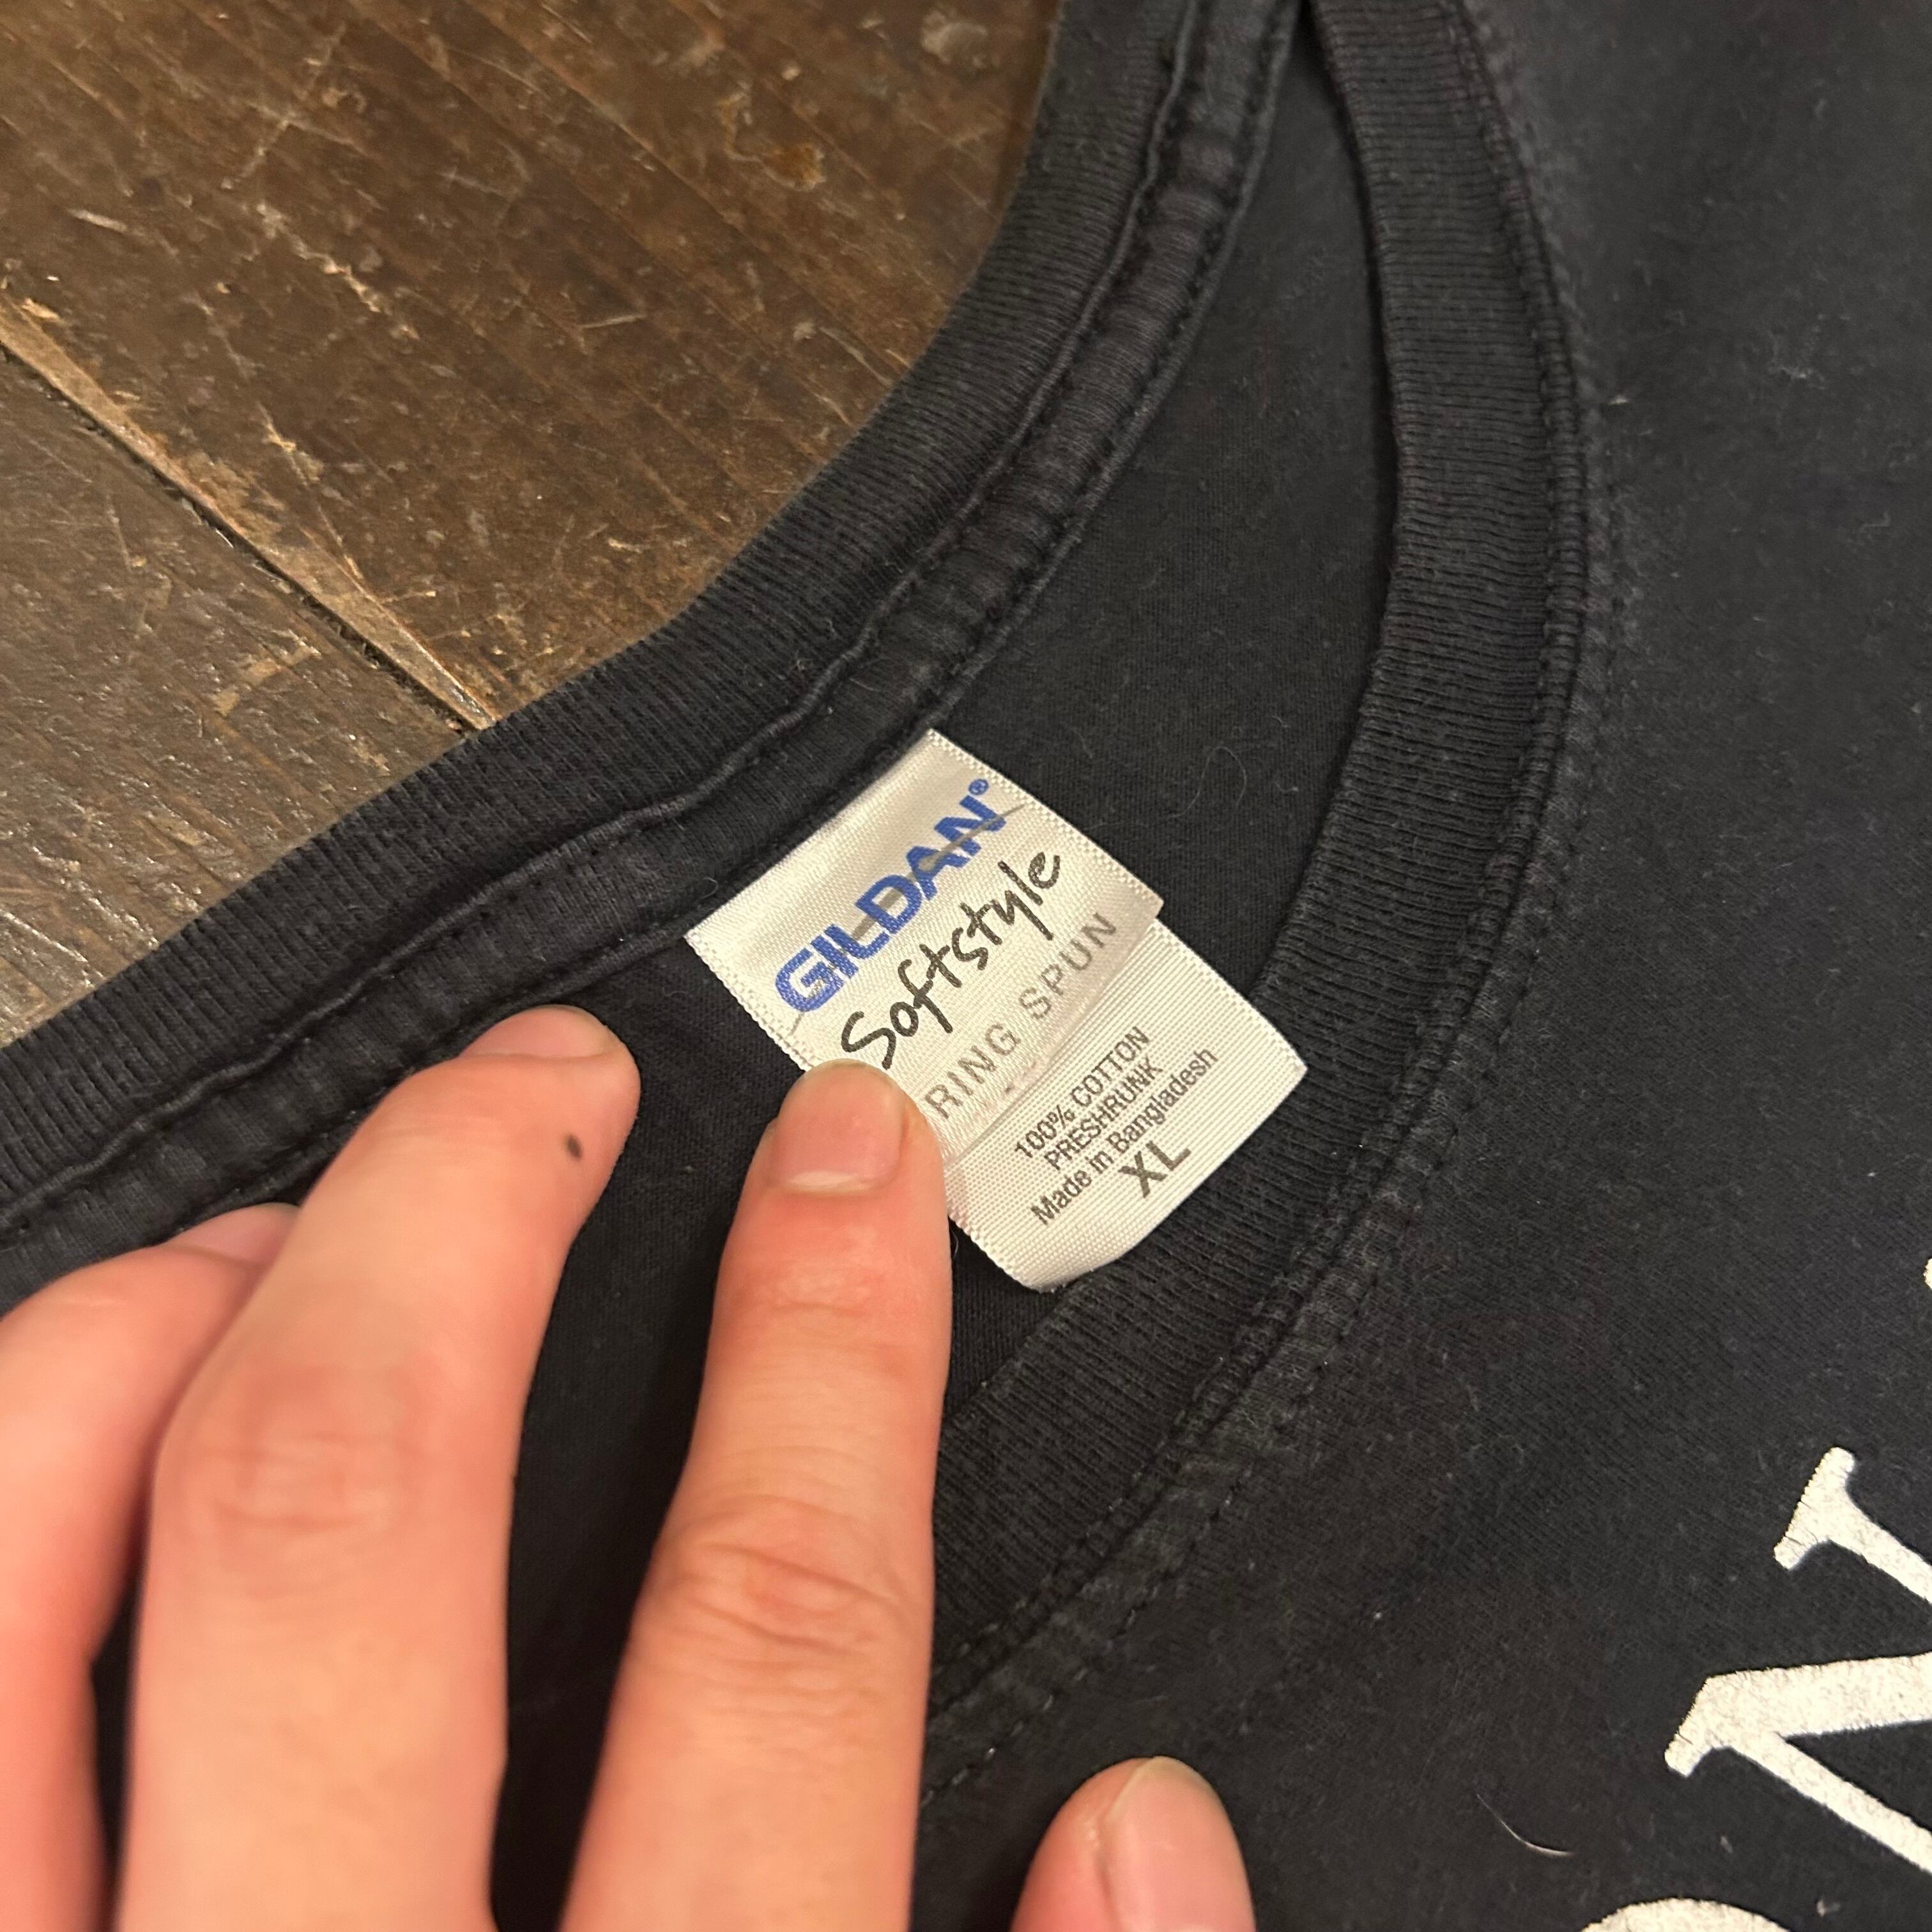 GILDAN®
Softstyle
RING SPUN
100% COTTON
PRESHRUNK
Made in Bangladesh
XL